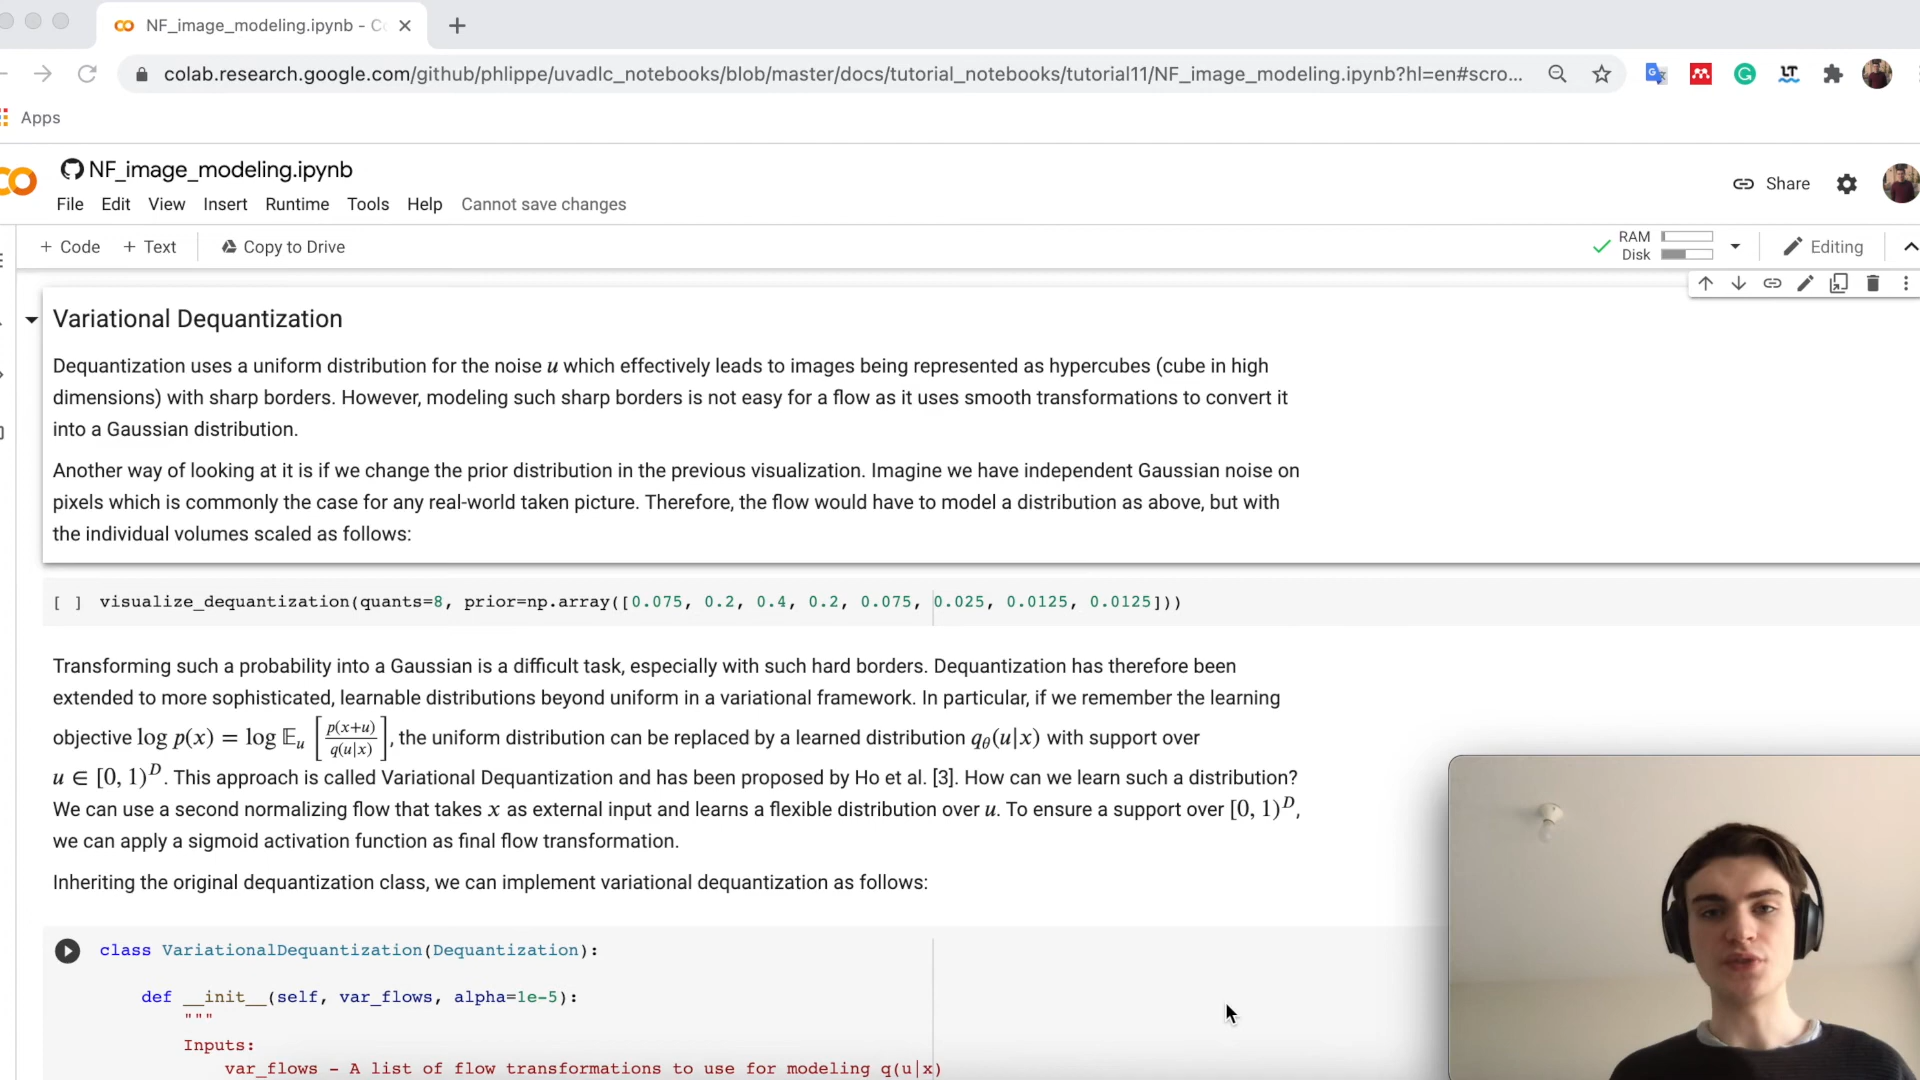 NF_image_modeling.ipynb - Co
colab.research.google.com/github/phlippe/uvadlc_notebooks/blob/master/docs/tutorial_notebooks/tutorial11/NF_image_modeling.ipynb?hl=en#scro...
Apps
NF_image_modeling.ipynb
File Edit View Insert Runtime Tools Help Cannot save changes
Share
+ Code + Text Copy to Drive
RAM
Disk
Editing
Variational Dequantization
Dequantization uses a uniform distribution for the noise u which effectively leads to images being represented as hypercubes (cube in high
dimensions) with sharp borders. However, modeling such sharp borders is not easy for a flow as it uses smooth transformations to convert it
into a Gaussian distribution.
Another way of looking at it is if we change the prior distribution in the previous visualization. Imagine we have independent Gaussian noise on
pixels which is commonly the case for any real-world taken picture. Therefore, the flow would have to model a distribution as above, but with
the individual volumes scaled as follows:
[ ] visualize_dequantization(quants=8, prior=np.array([0.075, 0.2, 0.4, 0.2, 0.075, 0.025, 0.0125, 0.0125]))
Transforming such a probability into a Gaussian is a difficult task, especially with such hard borders. Dequantization has therefore been
extended to more sophisticated, learnable distributions beyond uniform in a variational framework. In particular, if we remember the learning
objective log p(x) = log 𝔼_u [p(x+u)/q(u|x)], the uniform distribution can be replaced by a learned distribution q_θ(u|x) with support over
u ∈ [0, 1)^D. This approach is called Variational Dequantization and has been proposed by Ho et al. [3]. How can we learn such a distribution?
We can use a second normalizing flow that takes x as external input and learns a flexible distribution over u. To ensure a support over [0, 1)^D,
we can apply a sigmoid activation function as final flow transformation.
Inheriting the original dequantization class, we can implement variational dequantization as follows:
class VariationalDequantization(Dequantization):
def __init__(self, var_flows, alpha=1e-5):
"""
Inputs:
var_flows - A list of flow transformations to use for modeling q(u|x)